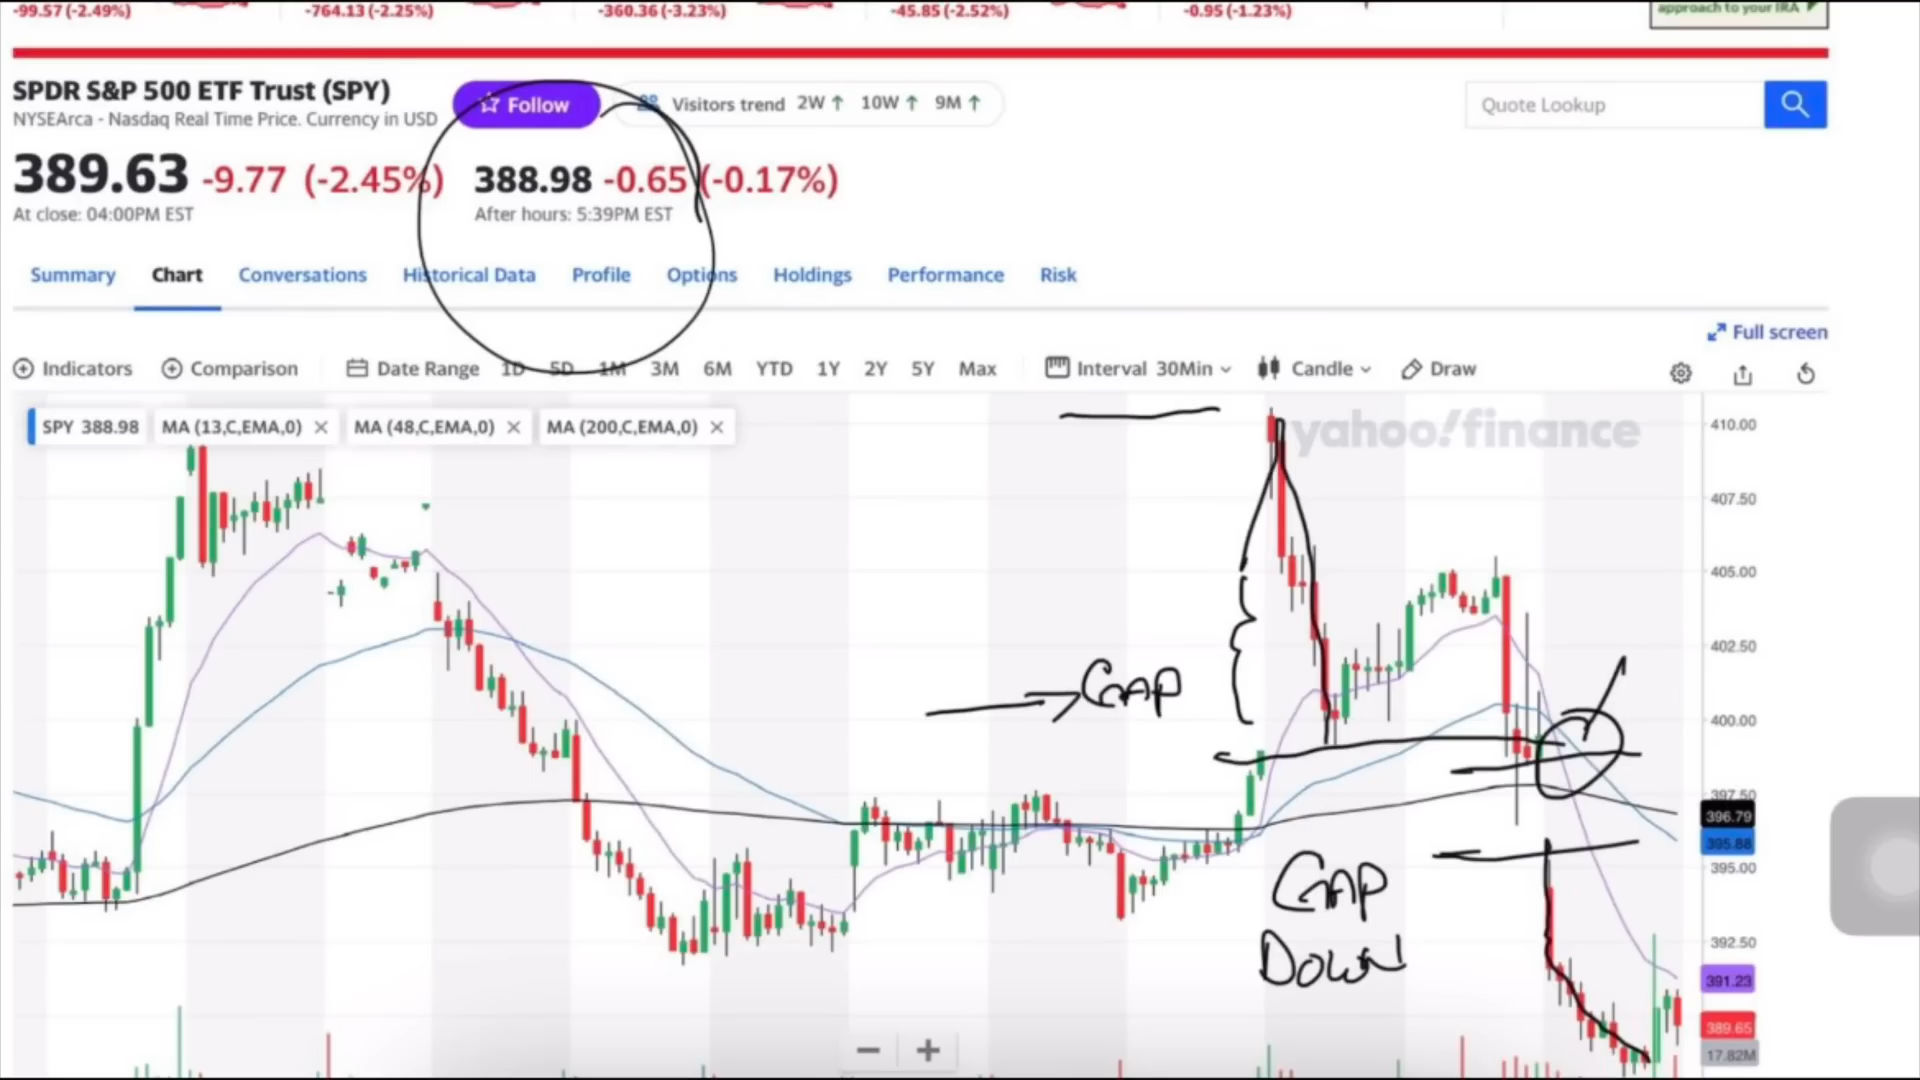 -99.57 (-2.49%) -764.13 (-2.25%) -360.36 (-3.23%) -45.85 (-2.52%) -0.95 (-1.23%) approach to your IRA
SPDR S&P 500 ETF Trust (SPY) Follow Visitors trend 2W ↑ 10W ↑ 9M ↑ Quote Lookup
NYSEArca - Nasdaq Real Time Price. Currency in USD
389.63 -9.77 (-2.45%) 388.98 -0.65 (-0.17%)
At close: 04:00PM EST After hours: 5:39PM EST
Summary Chart Conversations Historical Data Profile Options Holdings Performance Risk
Full screen
Indicators Comparison Date Range 1D 5D 1M 3M 6M YTD 1Y 2Y 5Y Max Interval 30Min Candle Draw
SPY 388.98 MA (13,C,EMA,0) MA (48,C,EMA,0) MA (200,C,EMA,0) yahoo!finance 410.00
407.50
405.00
402.50
GAP
400.00
397.50
396.79
395.88
395.00
GAP
DOWN
392.50
391.23
389.65
17.82M